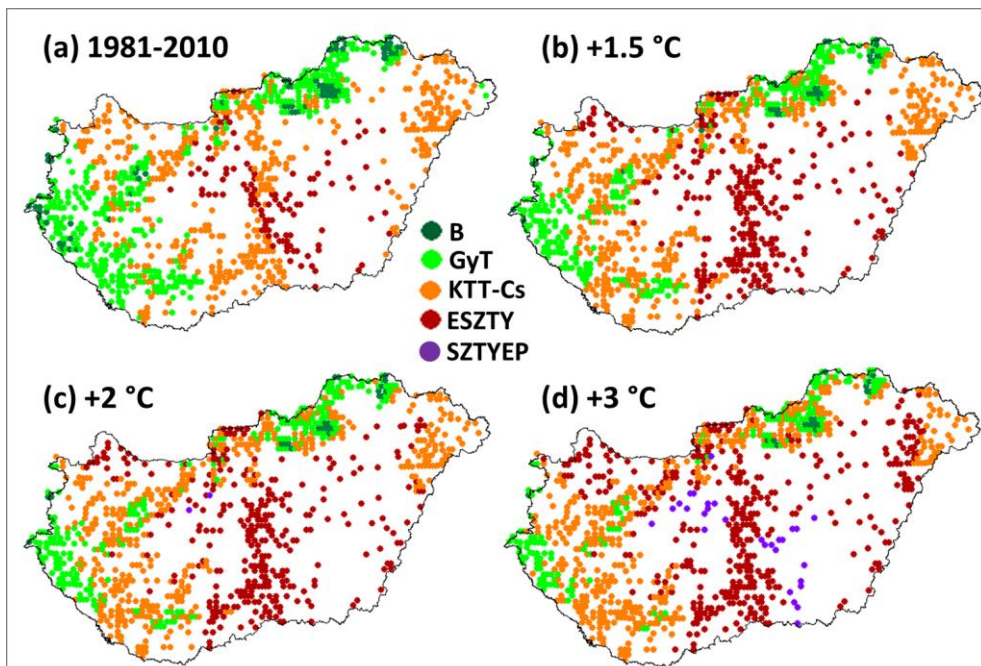 (a) 1981-2010
(b) +1.5 °C
B
GyT
KTT-Cs
ESZTY
SZTYEP
(c) +2 °C
(d) +3 °C